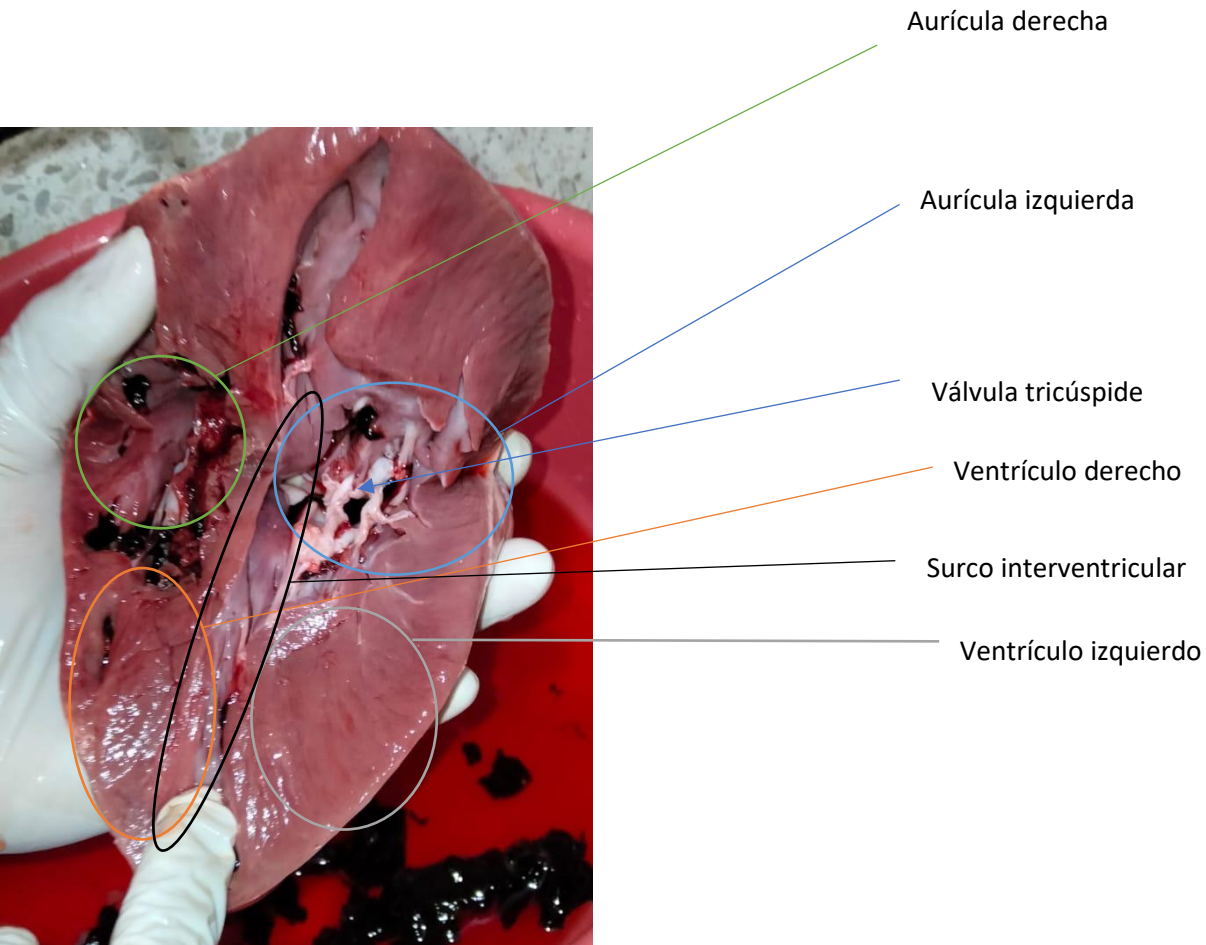 Aurícula derecha
Aurícula izquierda
Válvula tricúspide
Ventrículo derecho
Surco interventricular
Ventrículo izquierdo